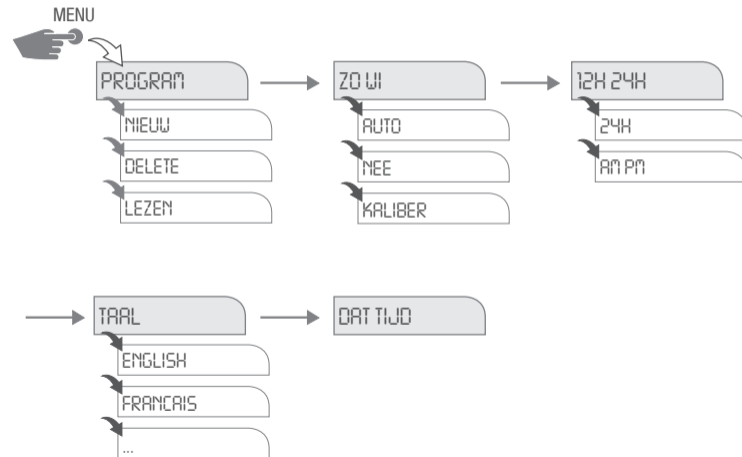 MENU
PROGRAM
NIEUW
DELETE
LEZEN
ZO WI
AUTO
NEE
KALIBER
12H 24H
24H
AM PM
TAAL
ENGLISH
FRANCAIS
...
DAT TIJD